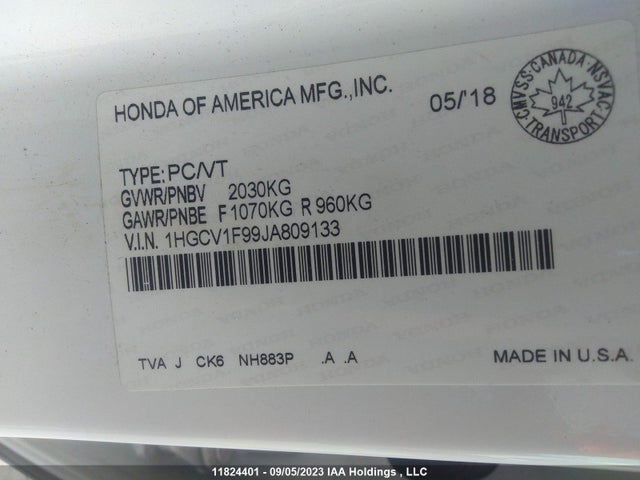 HONDA OF AMERICA MFG.,INC.
05/'18
CMVSS·CANADA·NSVAC
942
TRANSPORT
TYPE:PC/VT
GVWR/PNBV 2030KG
GAWR/PNBE F1070KG R960KG
V.I.N. 1HGCV1F99JA809133
TVA J CK6 NH883P .A .A
MADE IN U.S.A.
11824401 - 09/05/2023 IAA Holdings , LLC